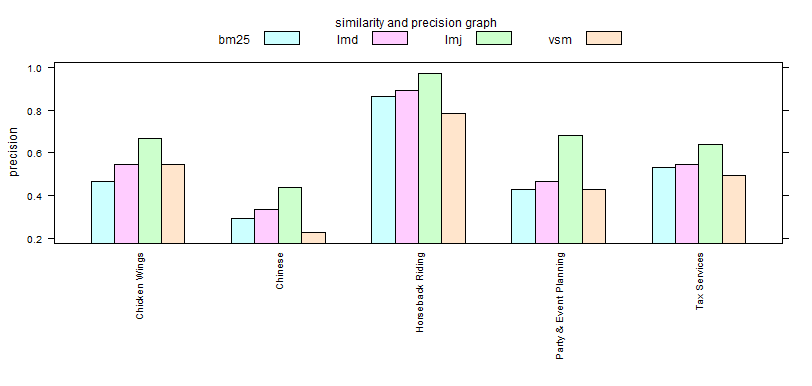 similarity and precision graph
bm25 lmd lmj vsm
precision
1.0
0.8
0.6
0.4
0.2
Chicken Wings
Chinese
Horseback Riding
Party & Event Planning
Tax Services